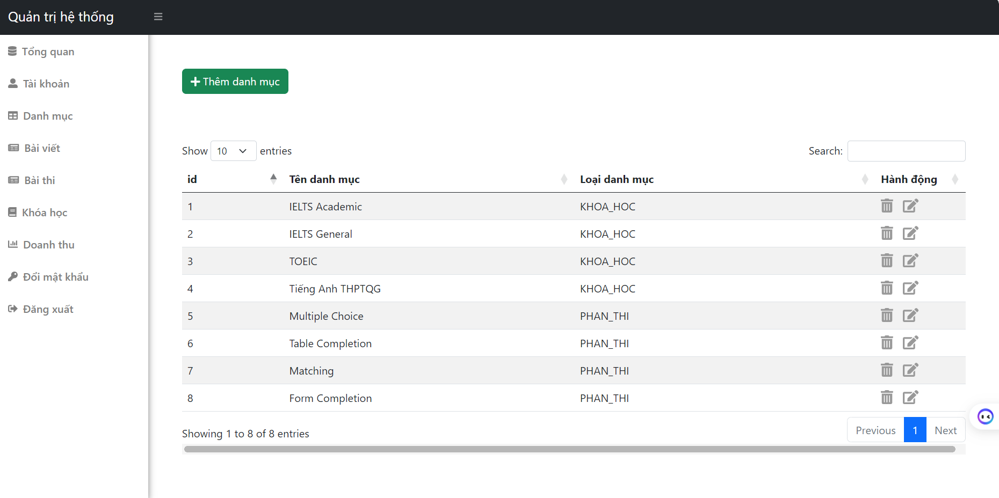 Quản trị hệ thống
Tổng quan
Tài khoản
Danh mục
Bài viết
Bài thi
Khóa học
Doanh thu
Đổi mật khẩu
Đăng xuất
Thêm danh mục
Show 10 entries Search:
id Tên danh mục Loại danh mục Hành động
1 IELTS Academic KHOA_HOC
2 IELTS General KHOA_HOC
3 TOEIC KHOA_HOC
4 Tiếng Anh THPTQG KHOA_HOC
5 Multiple Choice PHAN_THI
6 Table Completion PHAN_THI
7 Matching PHAN_THI
8 Form Completion PHAN_THI
Showing 1 to 8 of 8 entries Previous 1 Next